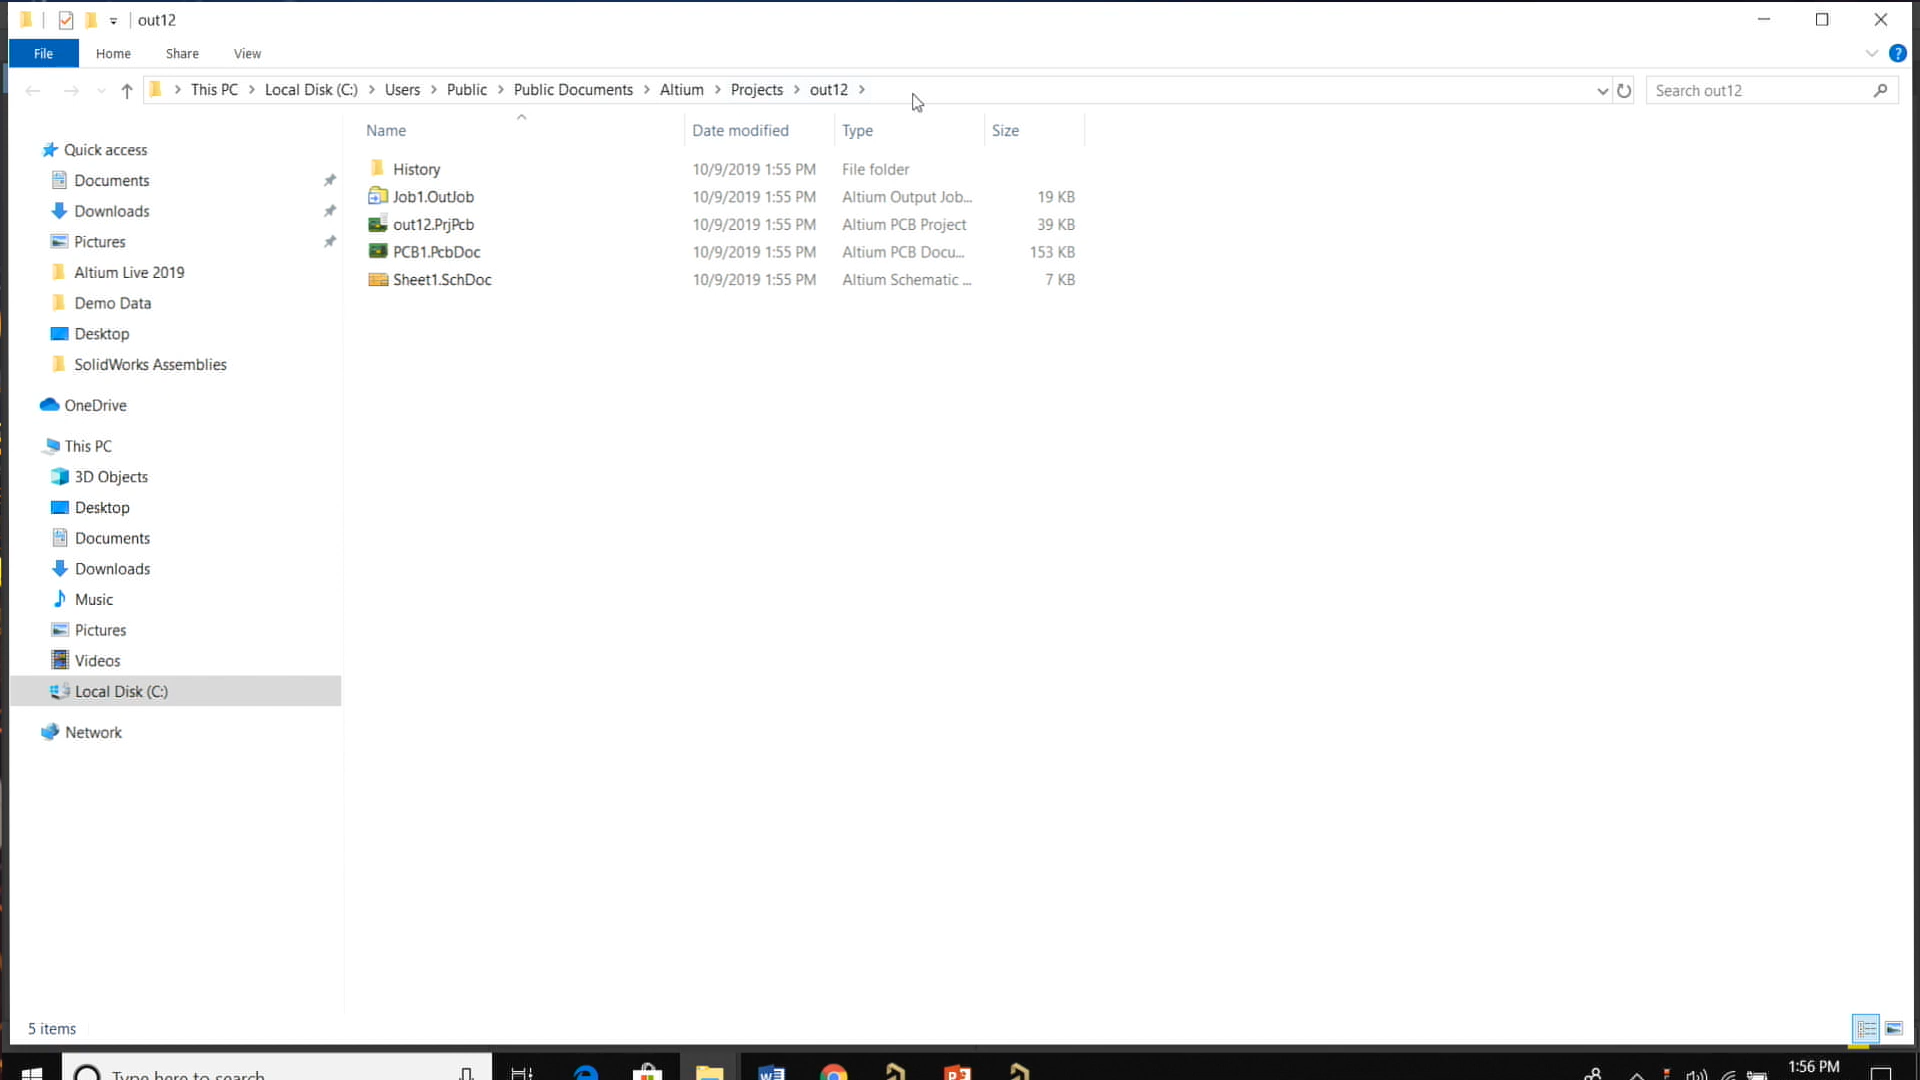 out12
File Home Share View
This PC Local Disk (C:) Users Public Public Documents Altium Projects out12
Search out12
Name Date modified Type Size
History 10/9/2019 1:55 PM File folder
Job1.OutJob 10/9/2019 1:55 PM Altium Output Job... 19 KB
out12.PrjPcb 10/9/2019 1:55 PM Altium PCB Project 39 KB
PCB1.PcbDoc 10/9/2019 1:55 PM Altium PCB Docu... 153 KB
Sheet1.SchDoc 10/9/2019 1:55 PM Altium Schematic ... 7 KB
Quick access
Documents
Downloads
Pictures
Altium Live 2019
Demo Data
Desktop
SolidWorks Assemblies
OneDrive
This PC
3D Objects
Desktop
Documents
Downloads
Music
Pictures
Videos
Local Disk (C:)
Network
5 items
Type here to search
1:56 PM